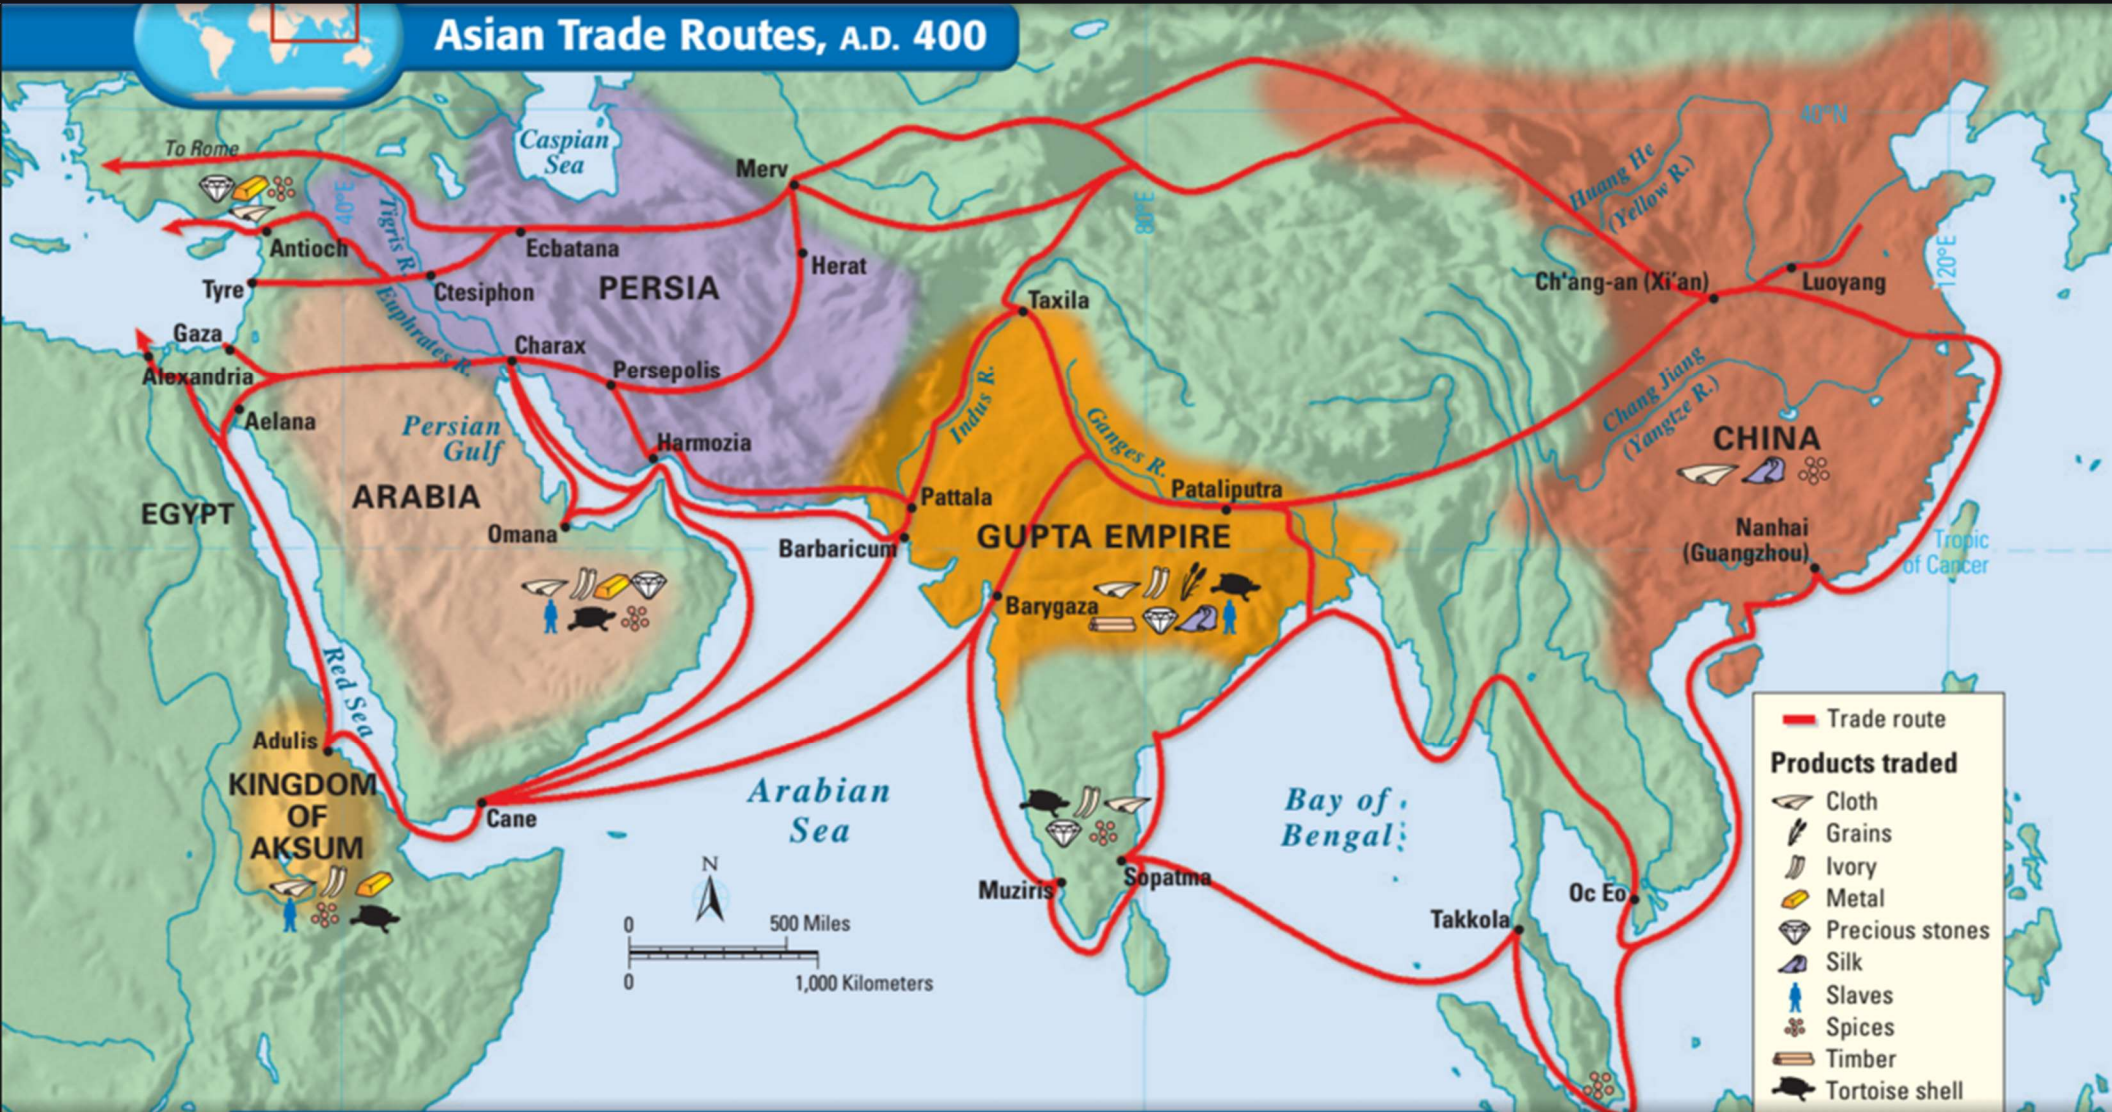 Asian Trade Routes, A.D. 400
To Rome
Caspian
Sea
Merv
40°N
Huang He
(Yellow R.)
40°E
Tigris R.
80°E
120°E
Antioch
Ecbatana
Herat
Tyre
Ctesiphon
PERSIA
Ch'ang-an (Xi'an)
Luoyang
Taxila
Euphrates R.
Gaza
Charax
Alexandria
Persepolis
Indus R.
Chang Jiang
(Yangtze R.)
Aelana
Persian
Gulf
Ganges R.
Harmozia
CHINA
EGYPT
ARABIA
Pattala
Pataliputra
Omana
Barbaricum
GUPTA EMPIRE
Nanhai
(Guangzhou)
Tropic
of Cancer
Barygaza
Red Sea
Adulis
KINGDOM
OF
AKSUM
Cane
Arabian
Sea
Bay of
Bengal
N
Muziris
Sopatma
Oc Eo
Takkola
0 500 Miles
0 1,000 Kilometers
Trade route
Products traded
Cloth
Grains
Ivory
Metal
Precious stones
Silk
Slaves
Spices
Timber
Tortoise shell